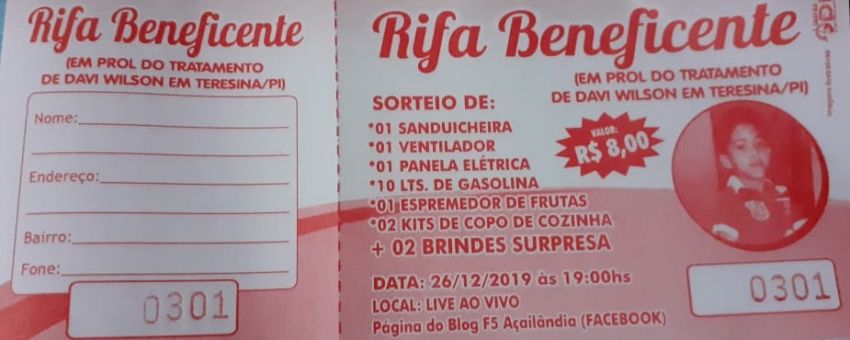 Rifa Beneficente
(EM PROL DO TRATAMENTO
DE DAVI WILSON EM TERESINA/PI)
Nome:
Endereço:
Bairro:
Fone:
0301
Rifa Beneficente
(EM PROL DO TRATAMENTO
DE DAVI WILSON EM TERESINA/PI)
SORTEIO DE:
*01 SANDUICHEIRA
*01 VENTILADOR
*01 PANELA ELÉTRICA
*10 LTS. DE GASOLINA
*01 ESPREMEDOR DE FRUTAS
*02 KITS DE COPO DE COZINHA
+ 02 BRINDES SURPRESA
VALOR:
R$ 8,00
DATA: 26/12/2019 às 19:00hs
LOCAL: LIVE AO VIVO
Página do Blog F5 Açailândia (FACEBOOK)
0301
Imagens ilustrativas